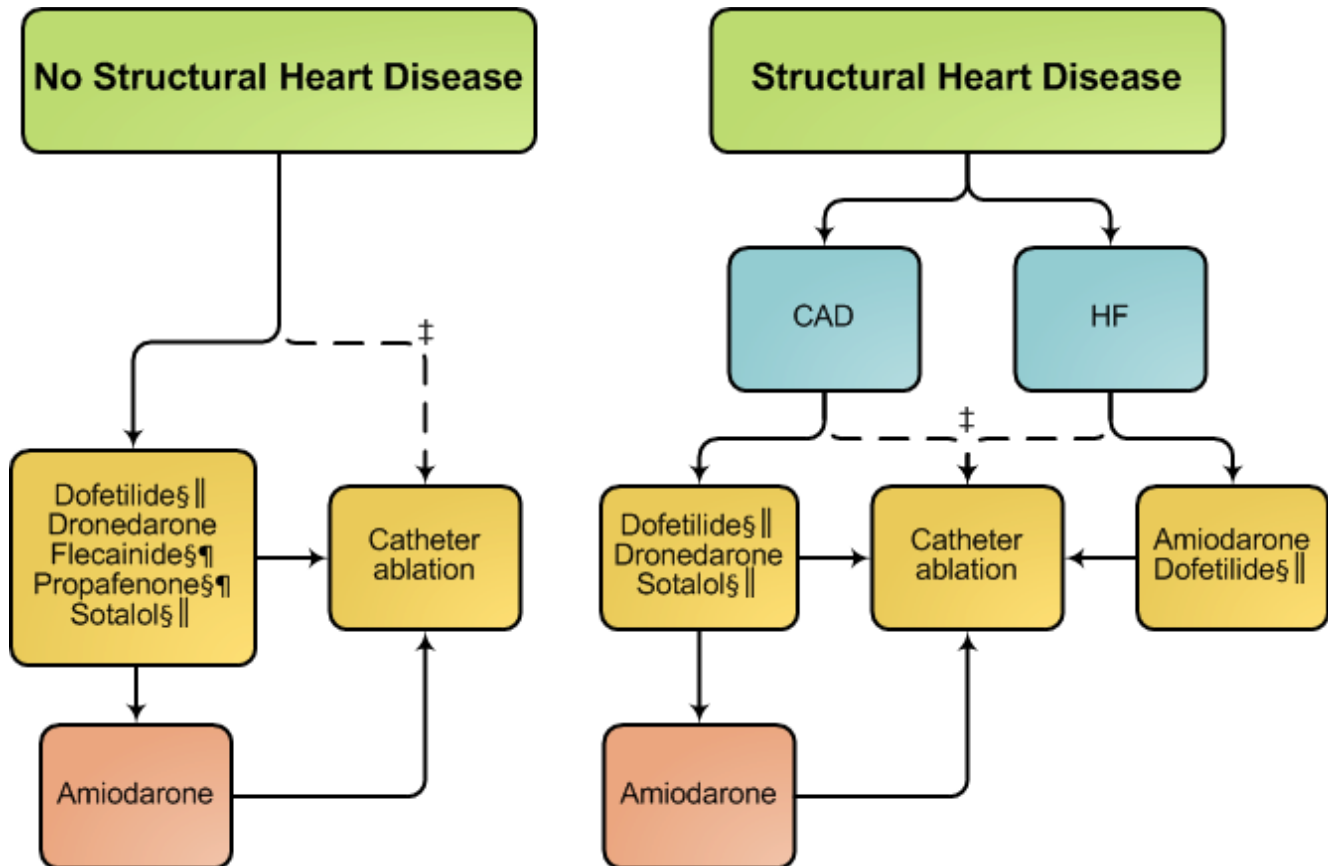 No Structural Heart Disease
Structural Heart Disease
CAD
HF
‡
‡
Dofetilide§‖
Dronedarone
Flecainide§¶
Propafenone§¶
Sotalol§‖
Catheter
ablation
Dofetilide§‖
Dronedarone
Sotalol§‖
Catheter
ablation
Amiodarone
Dofetilide§‖
Amiodarone
Amiodarone